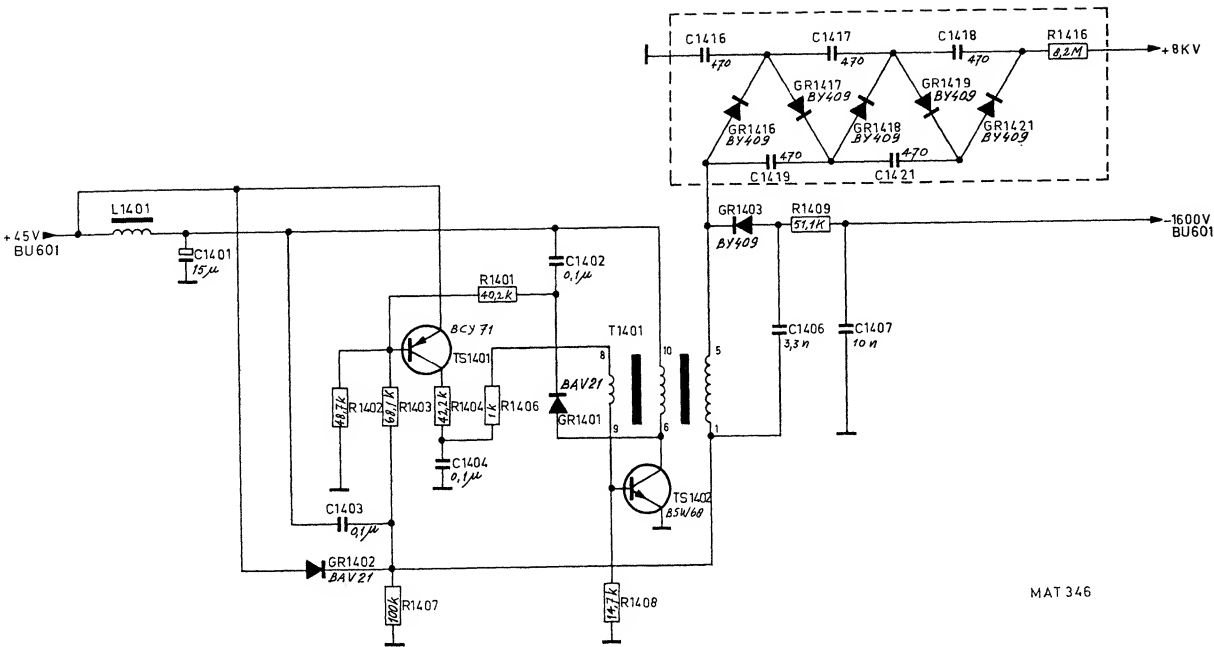 C1416
470
C1417
470
C1418
470
R1416
8,2M
+8KV
GR1417
BY409
GR1419
BY409
GR1416
BY409
GR1418
BY409
GR1421
BY409
470
C1419
470
C1421
L1401
+45V
BU601
C1401
15µ
GR1403
BY409
R1409
51,1K
-1600V
BU601
C1402
0,1µ
R1401
40,2K
BCY71
TS1401
T1401
8
10
5
C1406
3,3n
C1407
10n
48,7K
R1402
68,1K
R1403
42,2K
R1404
1K
R1406
BAV21
GR1401
9
6
1
C1404
0,1µ
TS1402
BSW68
C1403
0,1µ
GR1402
BAV21
100K
R1407
14,7K
R1408
MAT 346